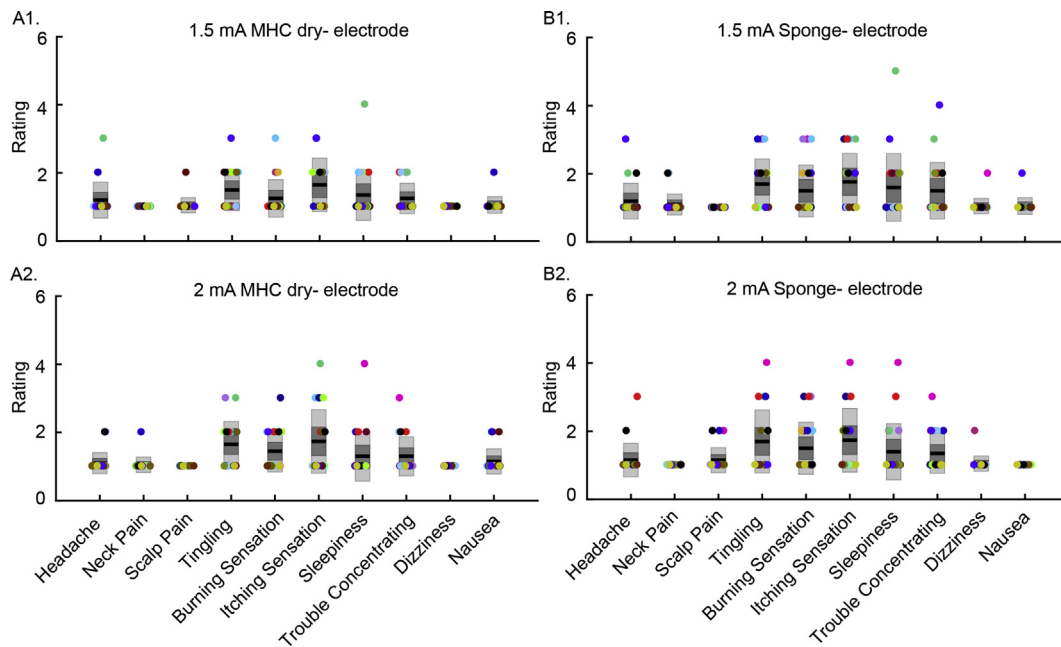 A1.
1.5 mA MHC dry- electrode
6
4
2
0
Rating
B1.
1.5 mA Sponge- electrode
6
4
2
0
Rating
A2.
2 mA MHC dry- electrode
6
4
2
0
Rating
Headache
Neck Pain
Scalp Pain
Tingling
Burning Sensation
Itching Sensation
Sleepiness
Trouble Concentrating
Dizziness
Nausea
B2.
2 mA Sponge- electrode
6
4
2
0
Rating
Headache
Neck Pain
Scalp Pain
Tingling
Burning Sensation
Itching Sensation
Sleepiness
Trouble Concentrating
Dizziness
Nausea